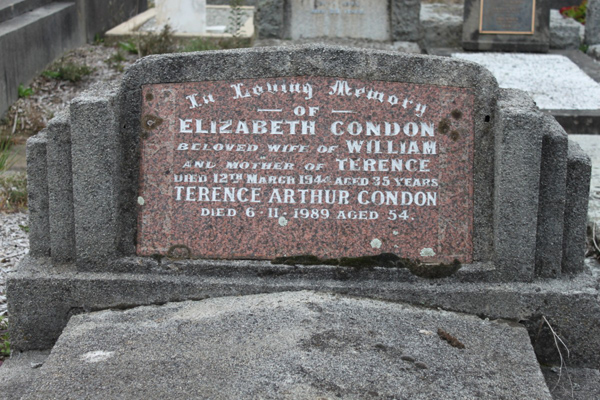 In Loving Memory
— OF —
ELIZABETH CONDON
BELOVED WIFE OF WILLIAM
AND MOTHER OF TERENCE
DIED 12TH MARCH 1944 AGED 35 YEARS
TERENCE ARTHUR CONDON
DIED 6·11·1989 AGED 54.